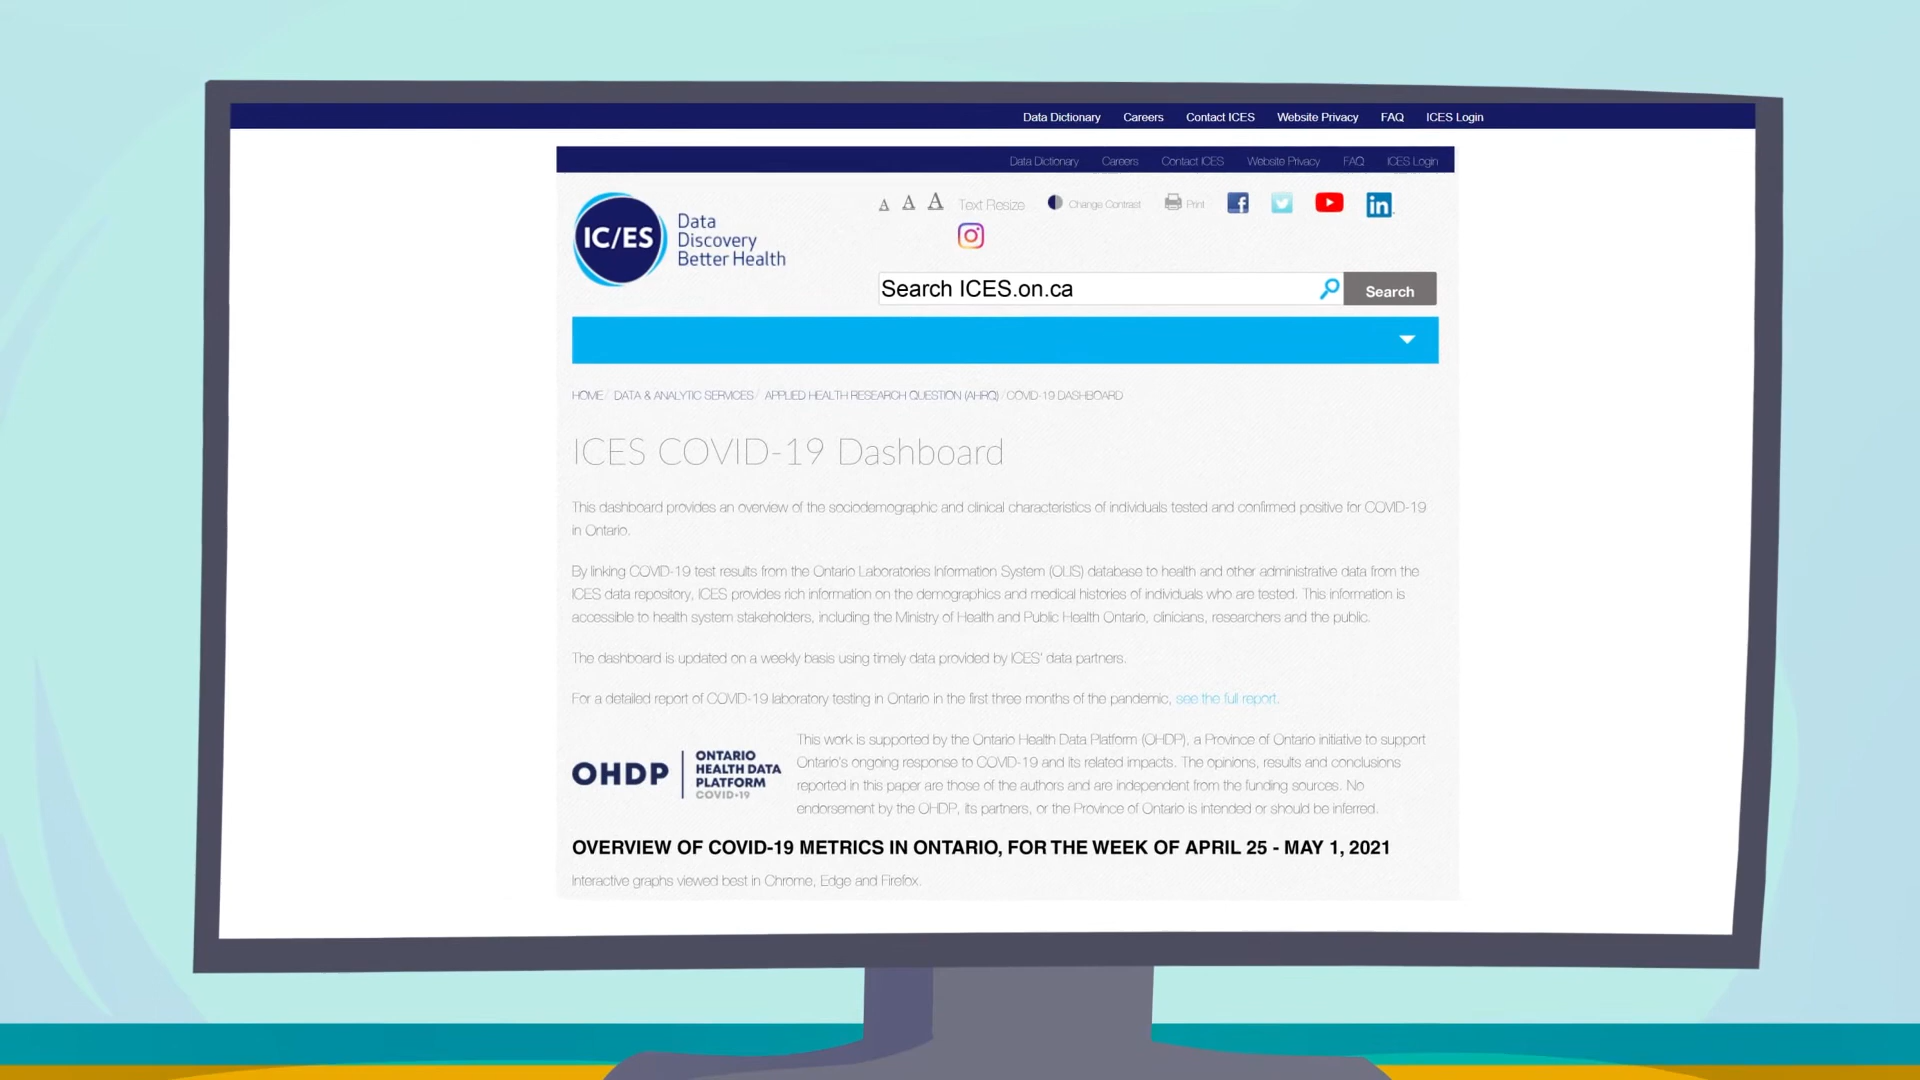 Data Dictionary Careers Contact ICES Website Privacy FAQ ICES Login
Data Dictionary Careers Contact ICES Website Privacy FAQ ICES Login
A A A Text Resize Change Contrast Print
IC/ES
Data
Discovery
Better Health
Search ICES.on.ca
Search
HOME / DATA & ANALYTIC SERVICES / APPLIED HEALTH RESEARCH QUESTION (AHRQ) / COVID-19 DASHBOARD
ICES COVID-19 Dashboard
This dashboard provides an overview of the sociodemographic and clinical characteristics of individuals tested and confirmed positive for COVID-19
in Ontario.
By linking COVID-19 test results from the Ontario Laboratories Information System (OLIS) database to health and other administrative data from the
ICES data repository, ICES provides rich information on the demographics and medical histories of individuals who are tested. This information is
accessible to health system stakeholders, including the Ministry of Health and Public Health Ontario, clinicians, researchers and the public.
The dashboard is updated on a weekly basis using timely data provided by ICES' data partners.
For a detailed report of COVID-19 laboratory testing in Ontario in the first three months of the pandemic, see the full report.
OHDP
ONTARIO
HEALTH DATA
PLATFORM
COVID-19
This work is supported by the Ontario Health Data Platform (OHDP), a Province of Ontario initiative to support
Ontario's ongoing response to COVID-19 and its related impacts. The opinions, results and conclusions
reported in this paper are those of the authors and are independent from the funding sources. No
endorsement by the OHDP, its partners, or the Province of Ontario is intended or should be inferred.
OVERVIEW OF COVID-19 METRICS IN ONTARIO, FOR THE WEEK OF APRIL 25 - MAY 1, 2021
Interactive graphs viewed best in Chrome, Edge and Firefox.